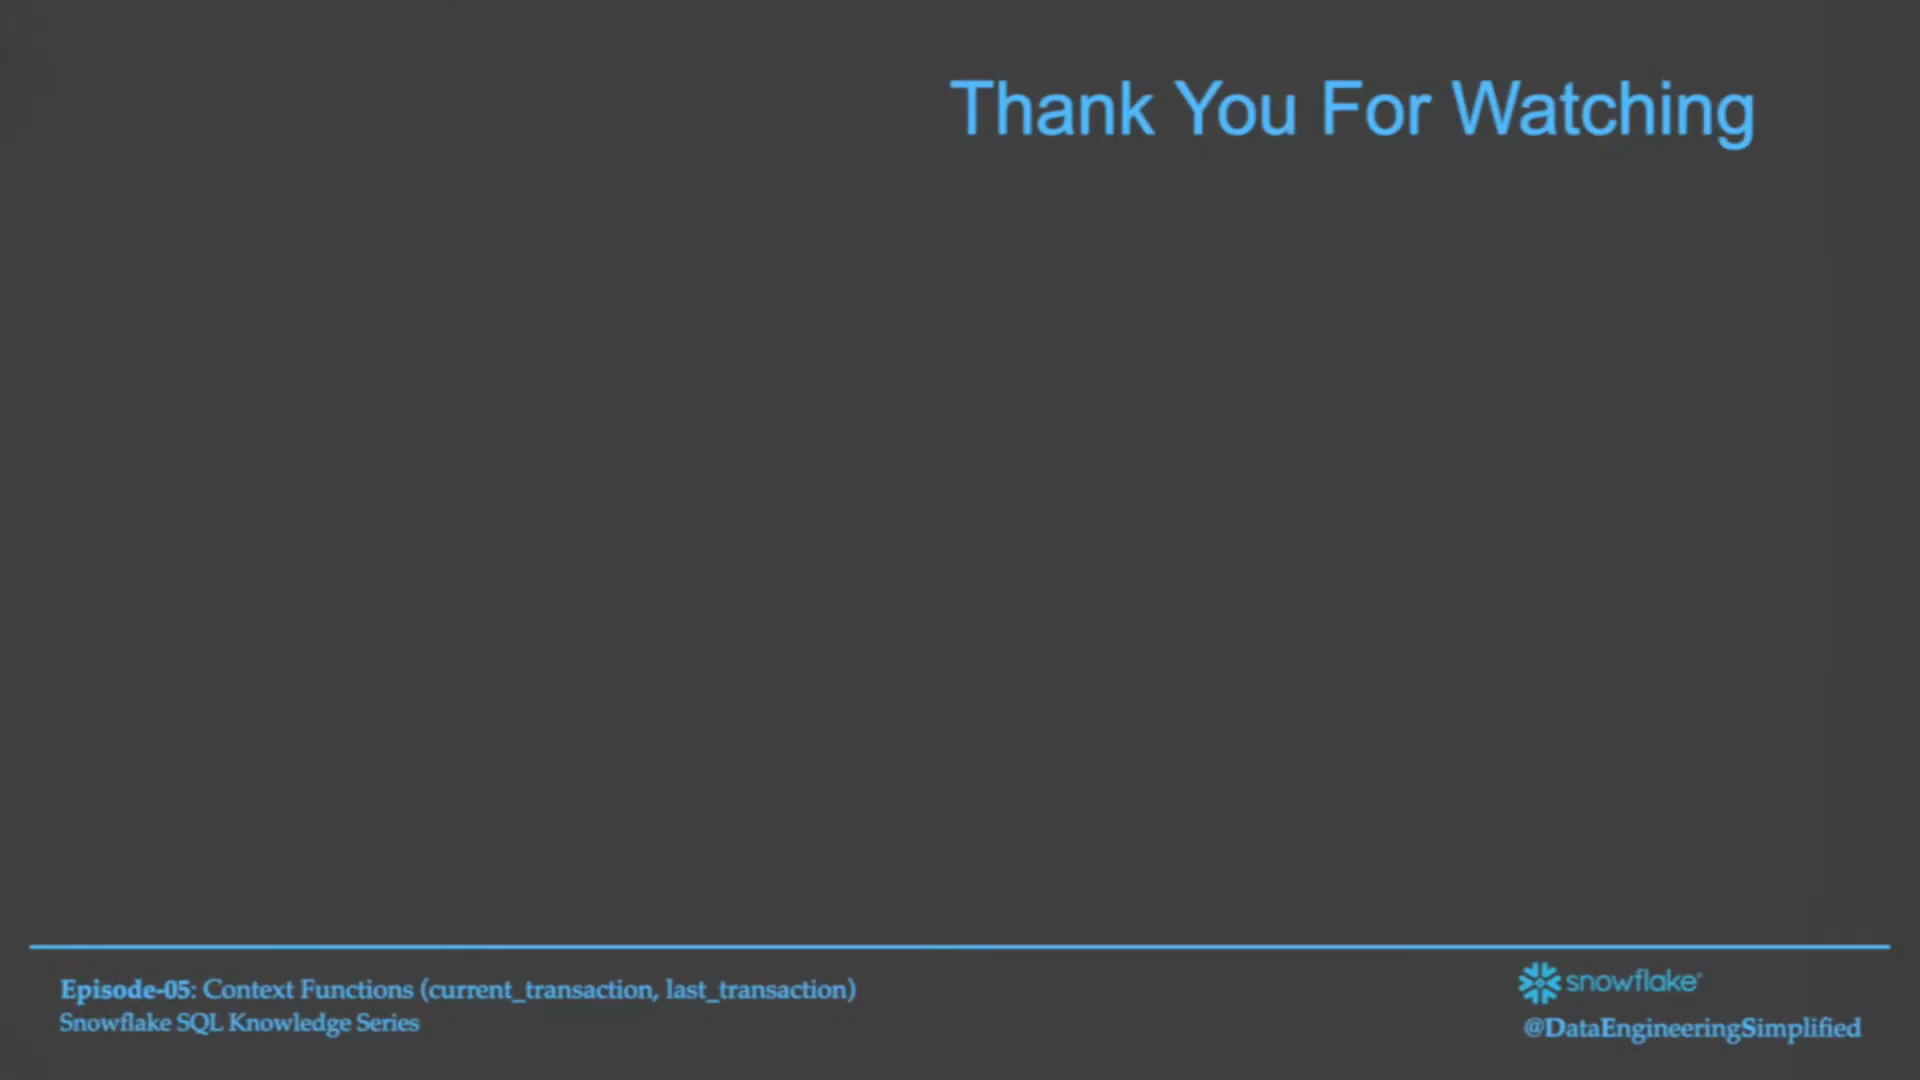 Thank You For Watching
Episode-05: Context Functions (current_transaction, last_transaction)
Snowflake SQL Knowledge Series
snowflake®
@DataEngineeringSimplified